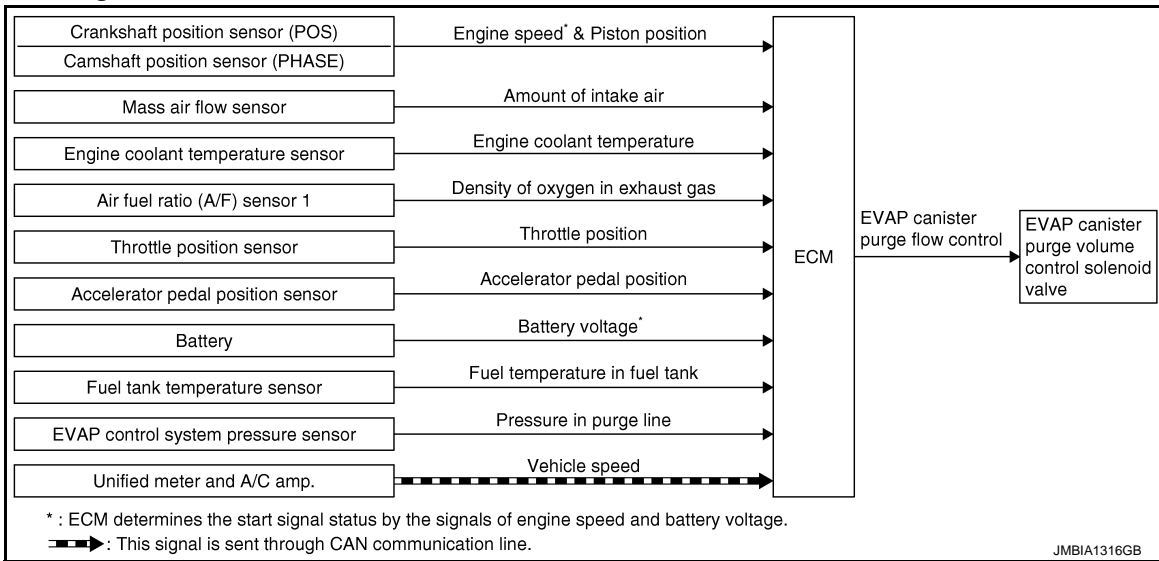 Crankshaft position sensor (POS)
Camshaft position sensor (PHASE)
Engine speed* & Piston position
Mass air flow sensor
Amount of intake air
Engine coolant temperature sensor
Engine coolant temperature
Air fuel ratio (A/F) sensor 1
Density of oxygen in exhaust gas
Throttle position sensor
Throttle position
Accelerator pedal position sensor
Accelerator pedal position
Battery
Battery voltage*
Fuel tank temperature sensor
Fuel temperature in fuel tank
EVAP control system pressure sensor
Pressure in purge line
Unified meter and A/C amp.
Vehicle speed
ECM
EVAP canister
purge flow control
EVAP canister
purge volume
control solenoid
valve
* : ECM determines the start signal status by the signals of engine speed and battery voltage.
: This signal is sent through CAN communication line.
JMBIA1316GB